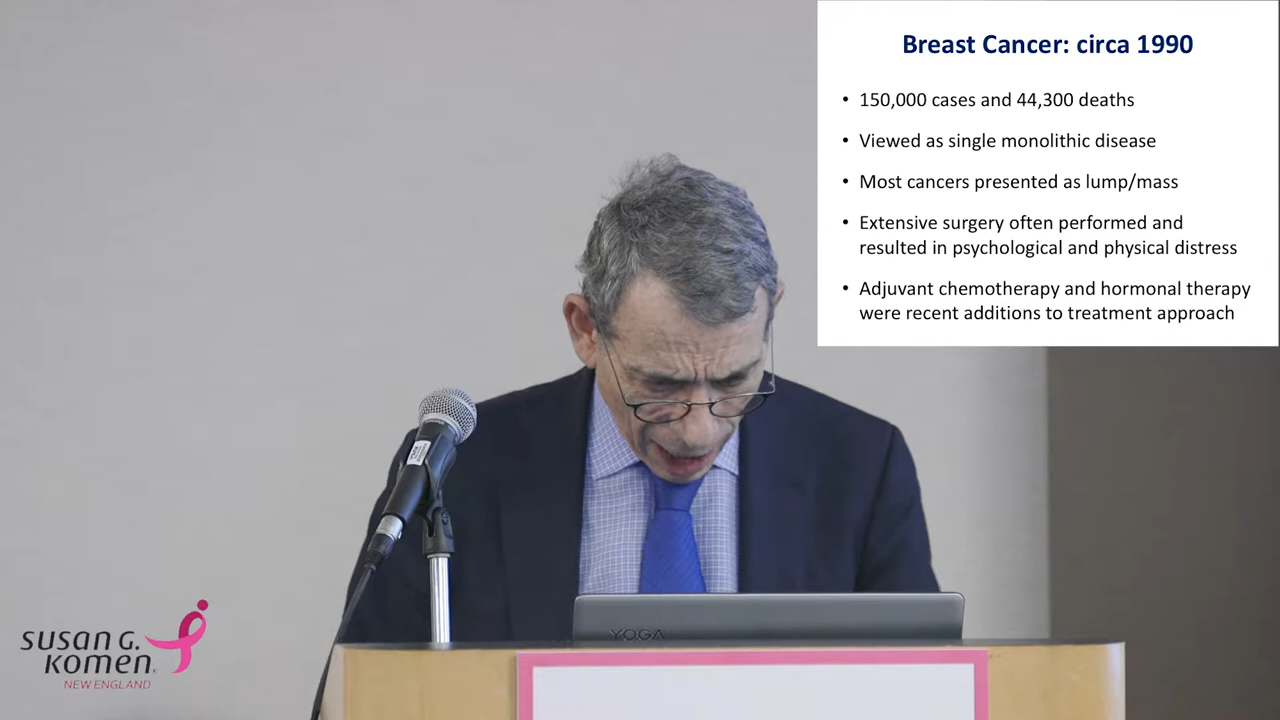 Breast Cancer: circa 1990
• 150,000 cases and 44,300 deaths
• Viewed as single monolithic disease
• Most cancers presented as lump/mass
• Extensive surgery often performed and
resulted in psychological and physical distress
• Adjuvant chemotherapy and hormonal therapy
were recent additions to treatment approach
YOGA
susan G.
komen®
NEW ENGLAND